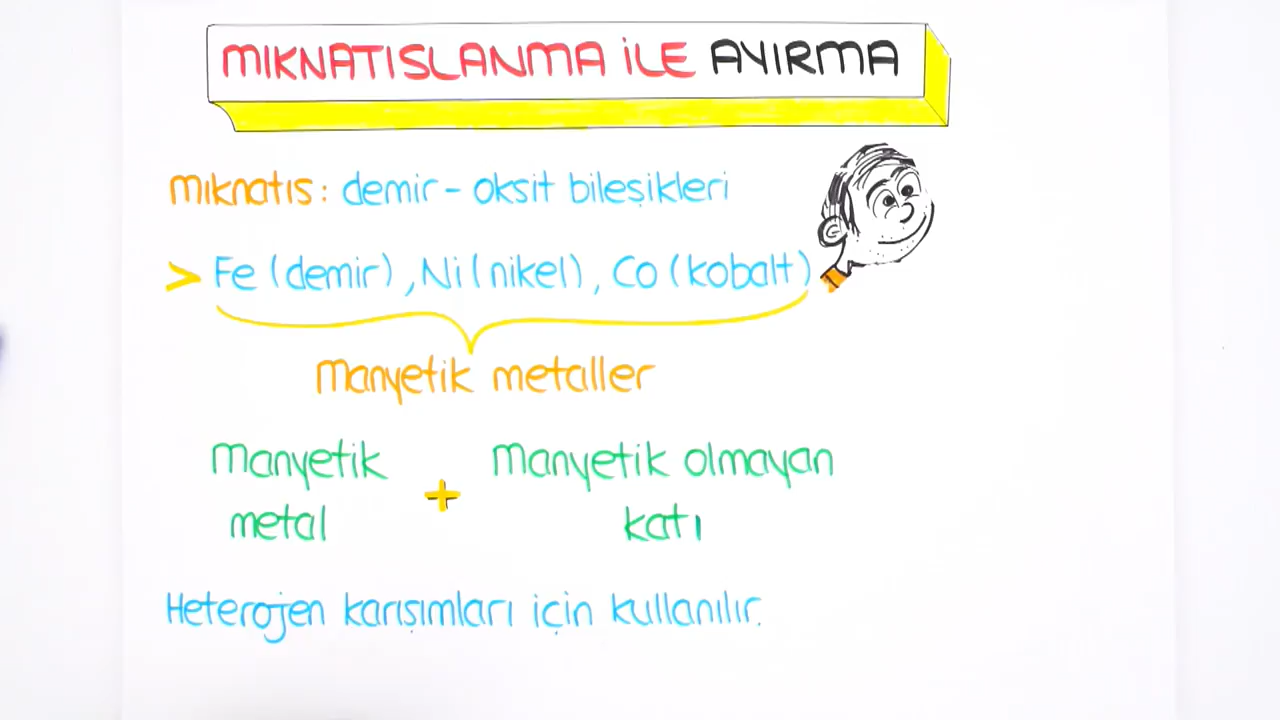 MIKNATISLANMA İLE AYIRMA
mıknatıs: demir - oksit bileşikleri
> Fe (demir), Ni (nikel), Co (kobalt)
manyetik metaller
manyetik + manyetik olmayan
metal katı
Heterojen karışımları için kullanılır.